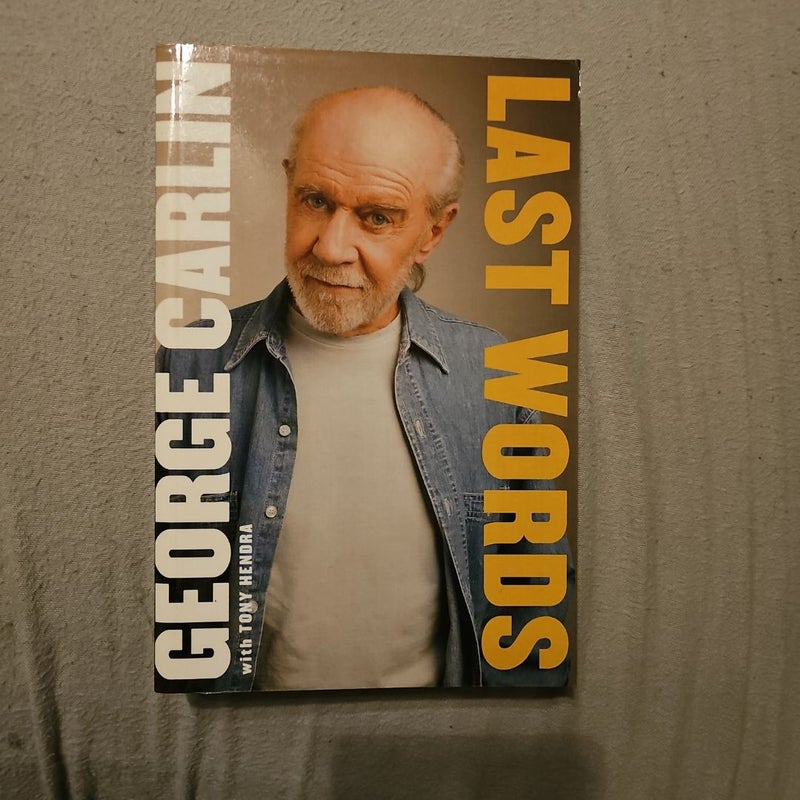 GEORGE CARLIN
with TONY HENDRA
LAST WORDS